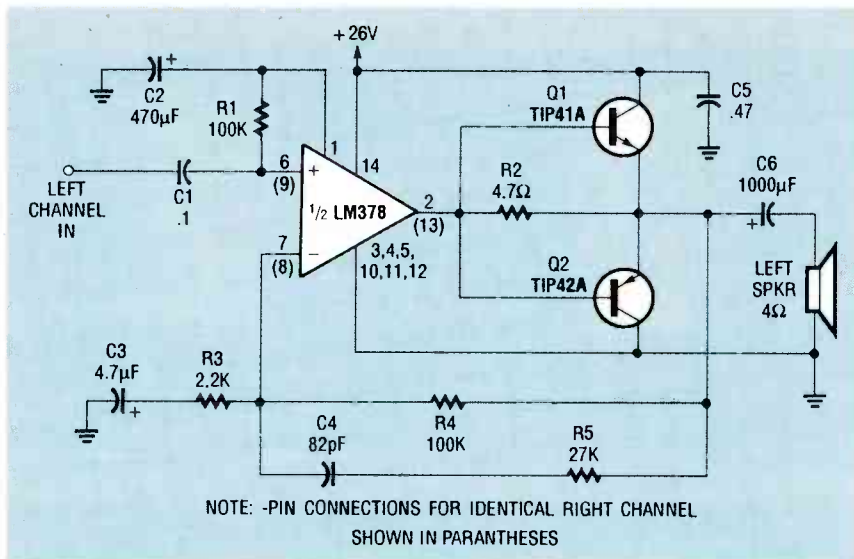 +26V
C2
470µF
R1
100K
1
14
6
(9)
+
C1
.1
LEFT
CHANNEL
IN
1/2 LM378
2
(13)
7
(8)
−
3,4,5,
10,11,12
Q1
TIP41A
R2
4.7Ω
Q2
TIP42A
C5
.47
C6
1000µF
+
LEFT
SPKR
4Ω
C3
4.7µF
+
R3
2.2K
R4
100K
C4
82pF
R5
27K
NOTE: -PIN CONNECTIONS FOR IDENTICAL RIGHT CHANNEL
SHOWN IN PARANTHESES